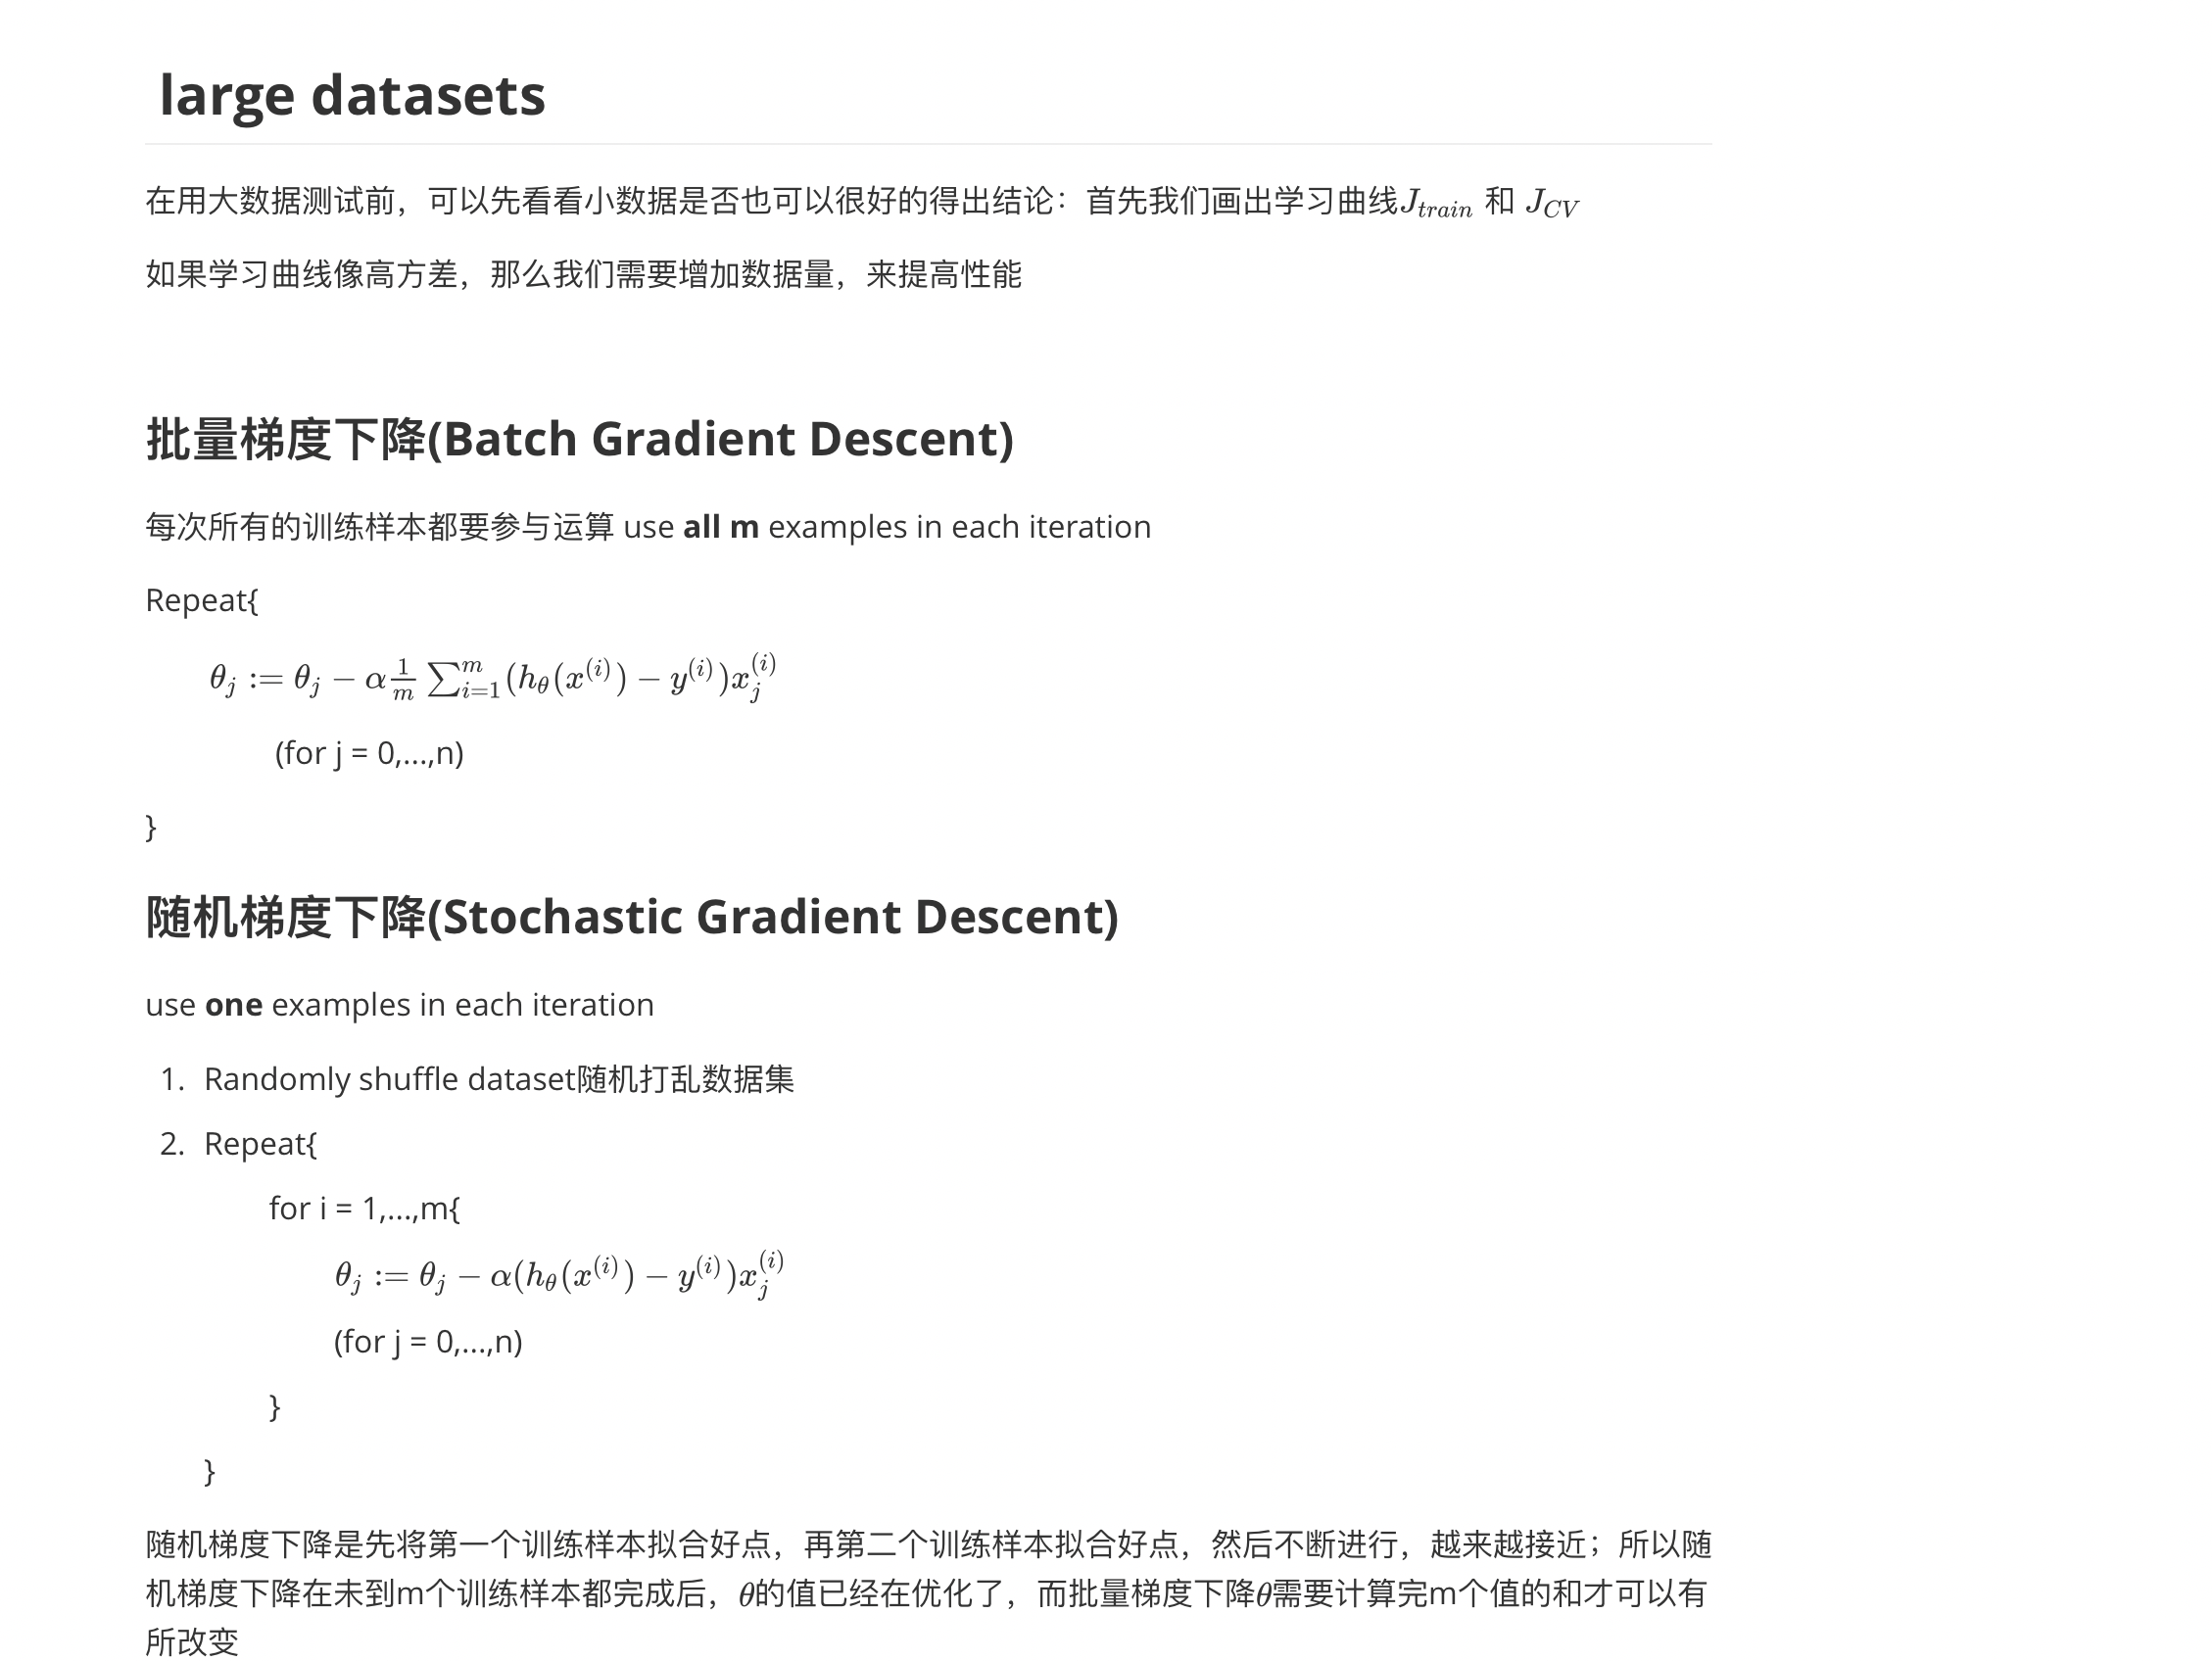 large datasets
在用大数据测试前，可以先看看小数据是否也可以很好的得出结论：首先我们画出学习曲线$J_{train}$ 和 $J_{CV}$
如果学习曲线像高方差，那么我们需要增加数据量，来提高性能
批量梯度下降(Batch Gradient Descent)
每次所有的训练样本都要参与运算 use all m examples in each iteration
Repeat{
$\theta_j := \theta_j - \alpha \frac{1}{m} \sum_{i=1}^{m} (h_\theta(x^{(i)}) - y^{(i)}) x_j^{(i)}$
(for j = 0,...,n)
}
随机梯度下降(Stochastic Gradient Descent)
use one examples in each iteration
1. Randomly shuffle dataset随机打乱数据集
2. Repeat{
for i = 1,...,m{
$\theta_j := \theta_j - \alpha (h_\theta(x^{(i)}) - y^{(i)}) x_j^{(i)}$
(for j = 0,...,n)
}
}
随机梯度下降是先将第一个训练样本拟合好点，再第二个训练样本拟合好点，然后不断进行，越来越接近；所以随
机梯度下降在未到m个训练样本都完成后，$\theta$的值已经在优化了，而批量梯度下降$\theta$需要计算完m个值的和才可以有
所改变